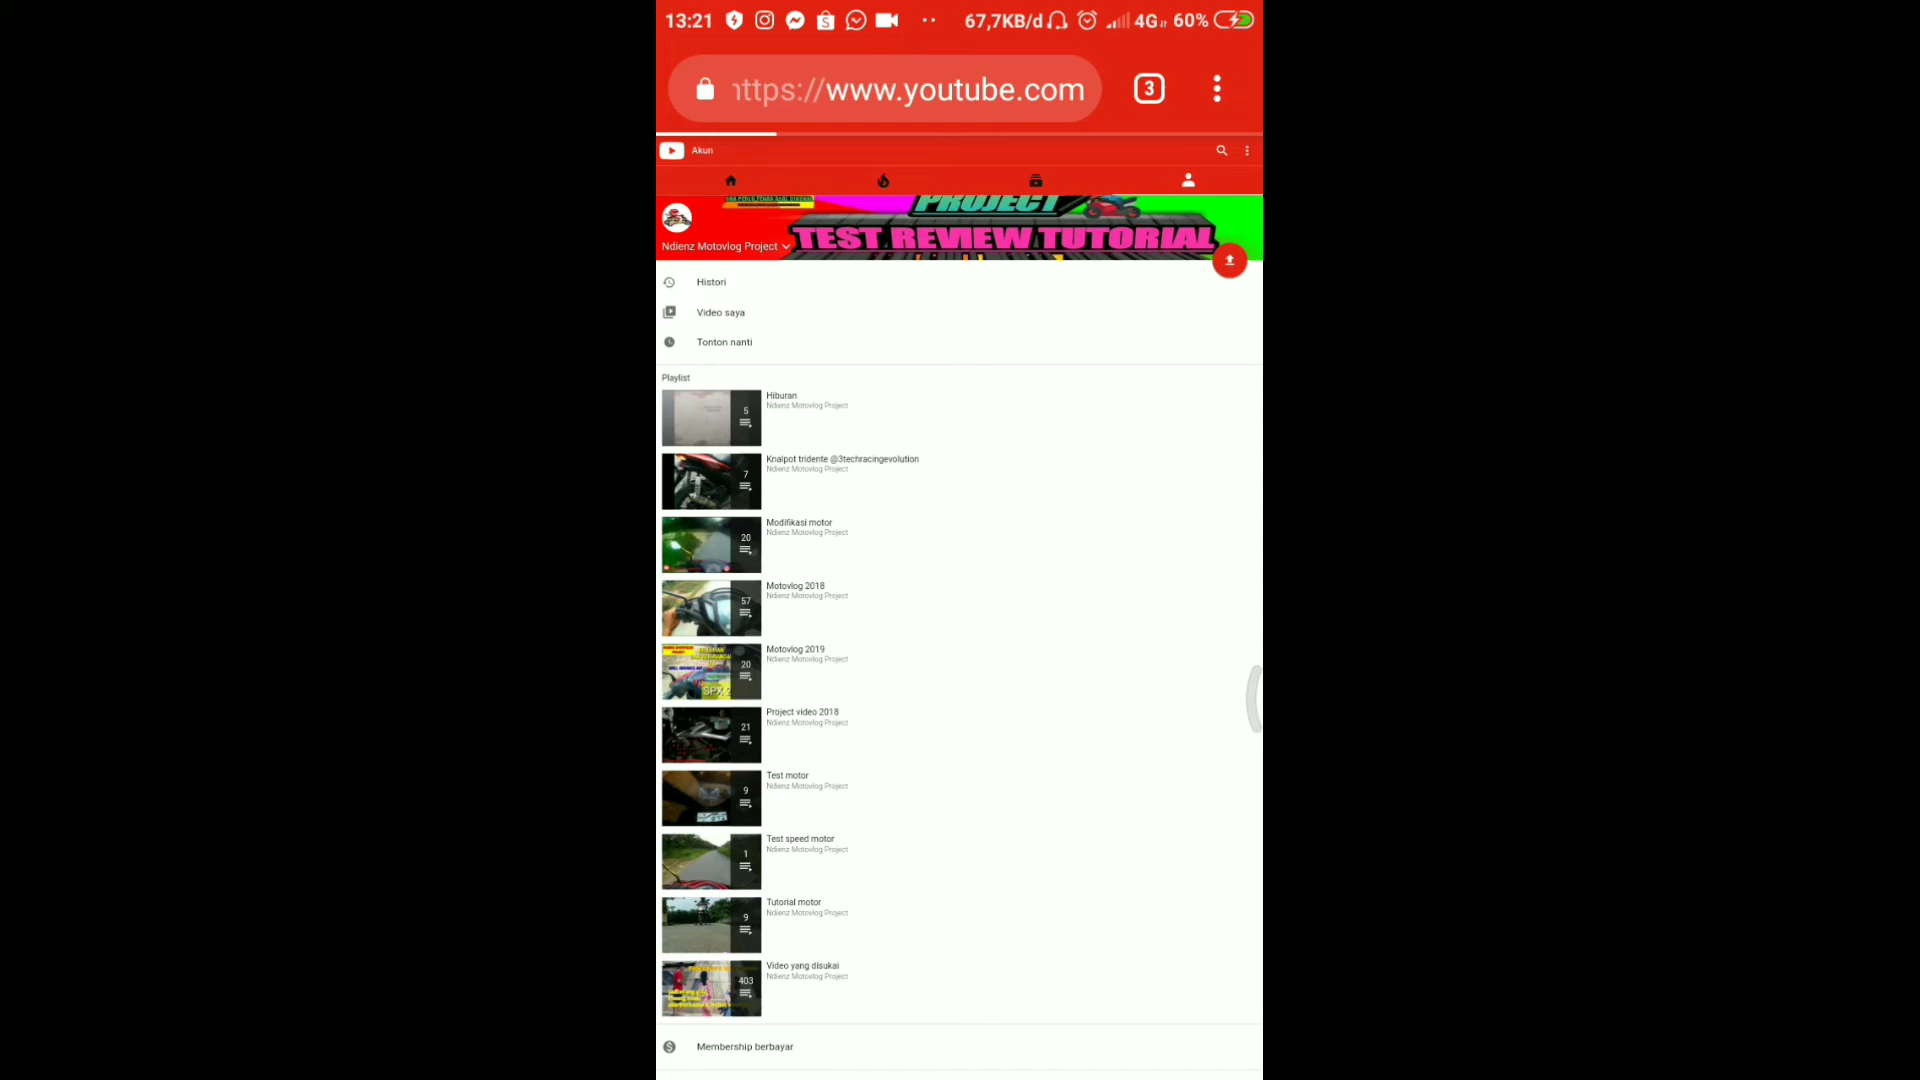 13:21 67,7KB/d 4G 60%
https://www.youtube.com 3
Akun
PROJECT
TEST REVIEW TUTORIAL
Ndienz Motovlog Project
Histori
Video saya
Tonton nanti
Playlist
5
Hiburan
Ndienz Motovlog Project
7
Knalpot tridente @3techracingevolution
Ndienz Motovlog Project
20
Modifikasi motor
Ndienz Motovlog Project
57
Motovlog 2018
Ndienz Motovlog Project
20
SPX 2
Motovlog 2019
Ndienz Motovlog Project
21
Project video 2018
Ndienz Motovlog Project
9
Test motor
Ndienz Motovlog Project
1
Test speed motor
Ndienz Motovlog Project
9
Tutorial motor
Ndienz Motovlog Project
403
Video yang disukai
Ndienz Motovlog Project
Membership berbayar